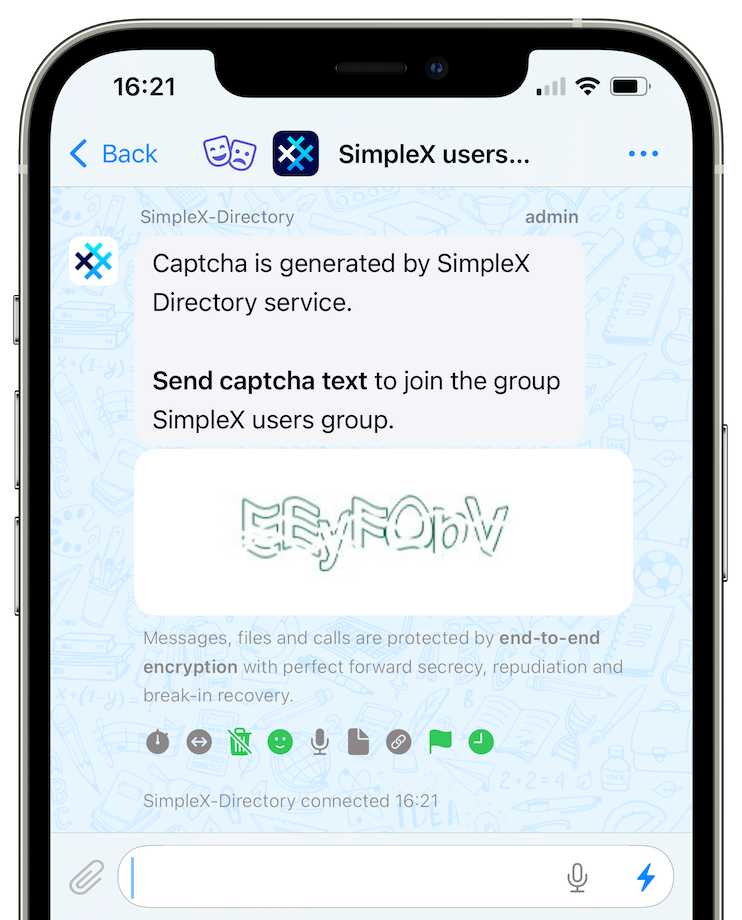 16:21
Back
SimpleX users...
SimpleX-Directory admin
Captcha is generated by SimpleX
Directory service.
Send captcha text to join the group
SimpleX users group.
Messages, files and calls are protected by end-to-end
encryption with perfect forward secrecy, repudiation and
break-in recovery.
SimpleX-Directory connected 16:21